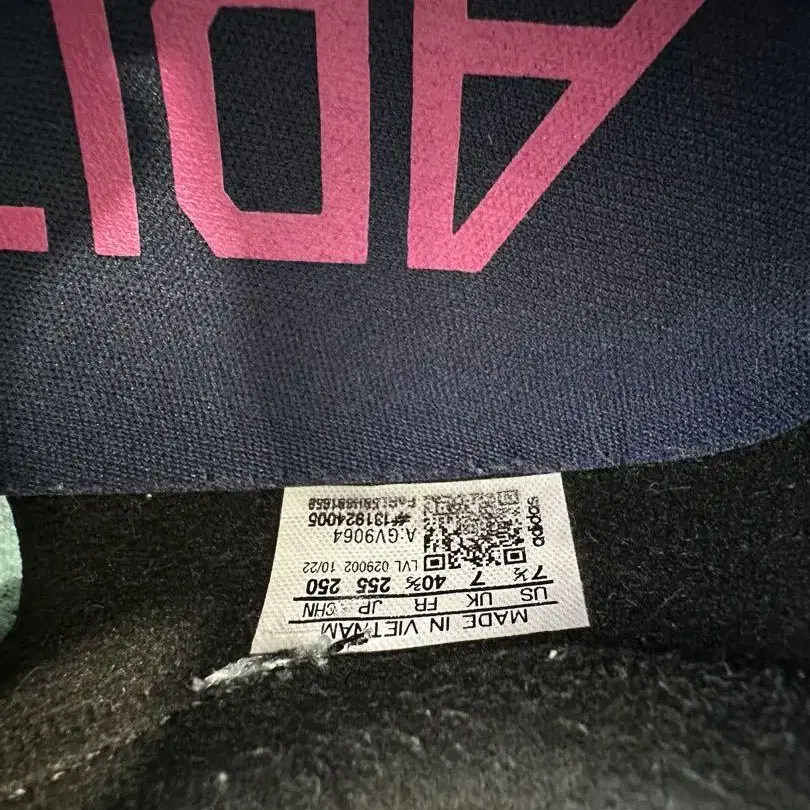 MADE IN VIETNAM
US UK FR JP CHN
7½ 7 40⅔ 255 250
LVL 029002 10/22
A:GV9064
#131924005
adidas